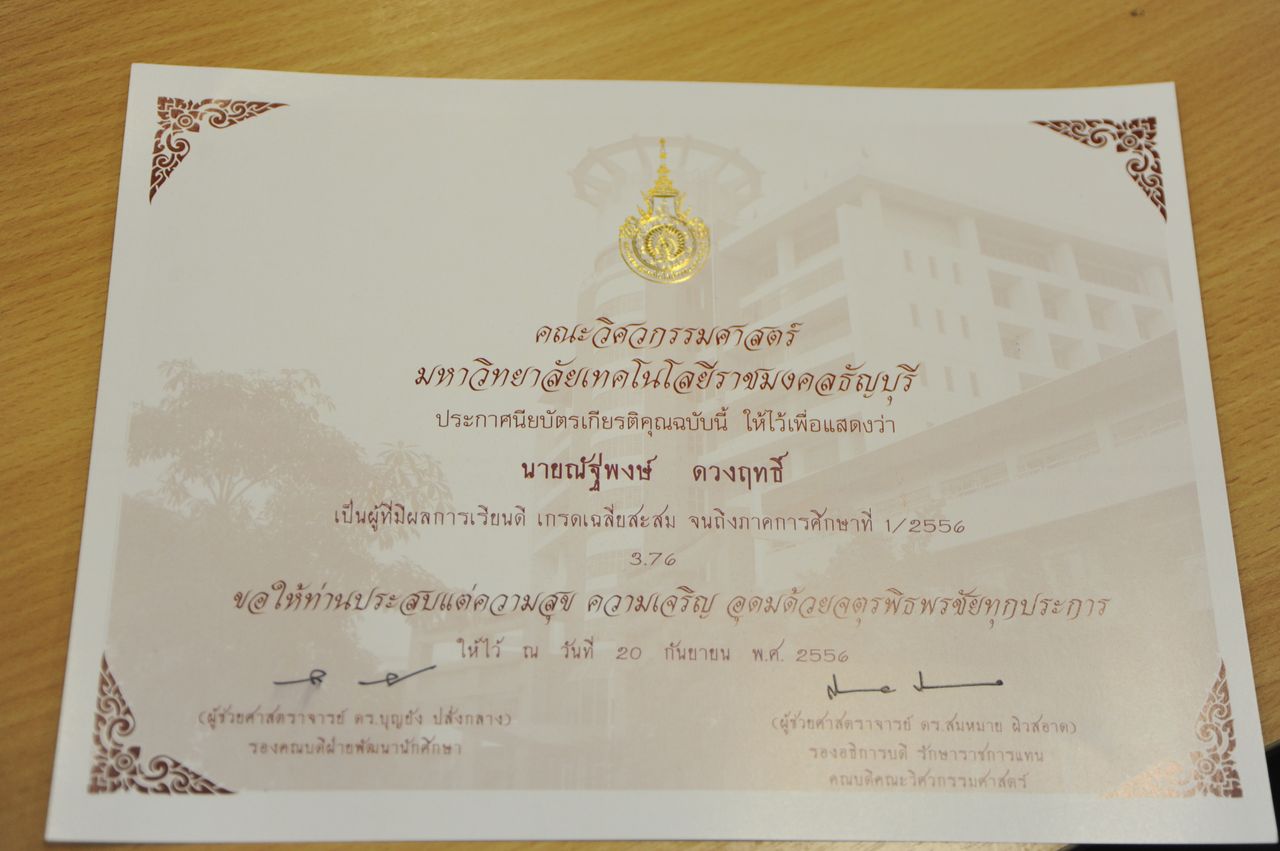 คณะวิศวกรรมศาสตร์
มหาวิทยาลัยเทคโนโลยีราชมงคลธัญบุรี
ประกาศนียบัตรเกียรติคุณฉบับนี้ ให้ไว้เพื่อแสดงว่า
นายณัฐพงษ์ ดวงฤทธิ์
เป็นผู้ที่มีผลการเรียนดี เกรดเฉลี่ยสะสม จนถึงภาคการศึกษาที่ 1/2556
3.76
ขอให้ท่านประสบแต่ความสุข ความเจริญ อุดมด้วยจตุรพิธพรชัยทุกประการ
ให้ไว้ ณ วันที่ 20 กันยายน พ.ศ. 2556
(ผู้ช่วยศาสตราจารย์ ดร.บุญยัง ปลั่งกลาง) (ผู้ช่วยศาสตราจารย์ ดร.สมหมาย ผิวสอาด)
รองคณบดีฝ่ายพัฒนานักศึกษา รองอธิการบดี รักษาราชการแทน
คณบดีคณะวิศวกรรมศาสตร์